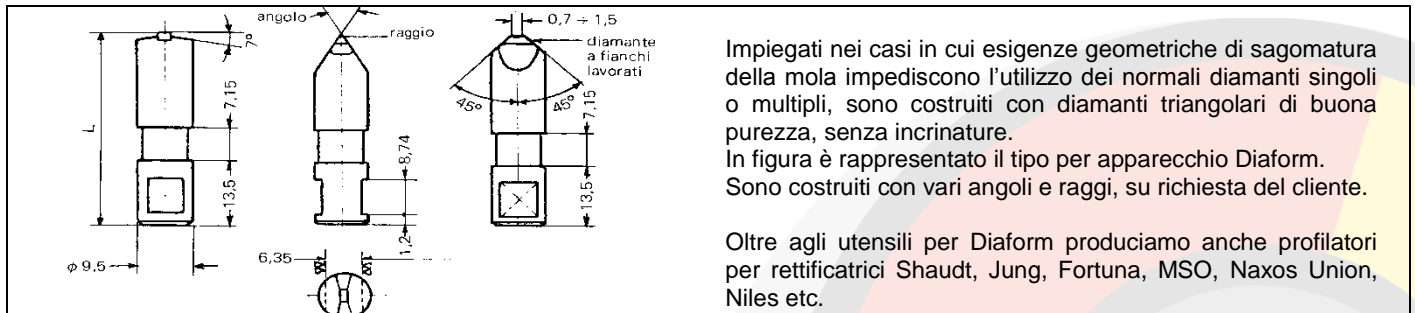 angolo
raggio
0,7 ÷ 1,5
diamante
a fianchi
lavorati
7°
L
7,15
13,5
φ 9,5
8,74
1,2
6,35
45°
45°
7,15
13,5
Impiegati nei casi in cui esigenze geometriche di sagomatura
della mola impediscono l’utilizzo dei normali diamanti singoli
o multipli, sono costruiti con diamanti triangolari di buona
purezza, senza incrinature.
In figura è rappresentato il tipo per apparecchio Diaform.
Sono costruiti con vari angoli e raggi, su richiesta del cliente.
Oltre agli utensili per Diaform produciamo anche profilatori
per rettificatrici Shaudt, Jung, Fortuna, MSO, Naxos Union,
Niles etc.